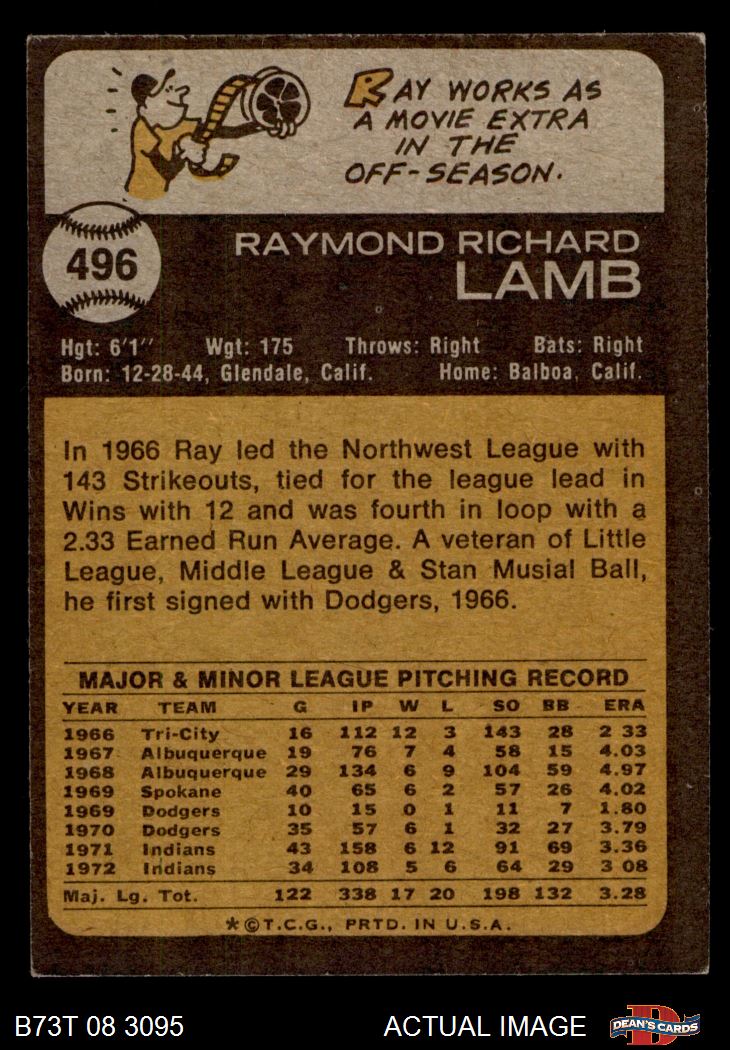 RAY WORKS AS
A MOVIE EXTRA
IN THE
OFF-SEASON.
496
RAYMOND RICHARD
LAMB
Hgt: 6'1" Wgt: 175 Throws: Right Bats: Right
Born: 12-28-44, Glendale, Calif. Home: Balboa, Calif.
In 1966 Ray led the Northwest League with
143 Strikeouts, tied for the league lead in
Wins with 12 and was fourth in loop with a
2.33 Earned Run Average. A veteran of Little
League, Middle League & Stan Musial Ball,
he first signed with Dodgers, 1966.
MAJOR & MINOR LEAGUE PITCHING RECORD
YEAR TEAM G IP W L SO BB ERA
1966 Tri-City 16 112 12 3 143 28 2 33
1967 Albuquerque 19 76 7 4 58 15 4.03
1968 Albuquerque 29 134 6 9 104 59 4.97
1969 Spokane 40 65 6 2 57 26 4.02
1969 Dodgers 10 15 0 1 11 7 1.80
1970 Dodgers 35 57 6 1 32 27 3.79
1971 Indians 43 158 6 12 91 69 3.36
1972 Indians 34 108 5 6 64 29 3 08
Maj. Lg. Tot. 122 338 17 20 198 132 3.28
*©T.C.G., PRTD. IN U.S.A.
B73T 08 3095 ACTUAL IMAGE DEAN'S CARDS